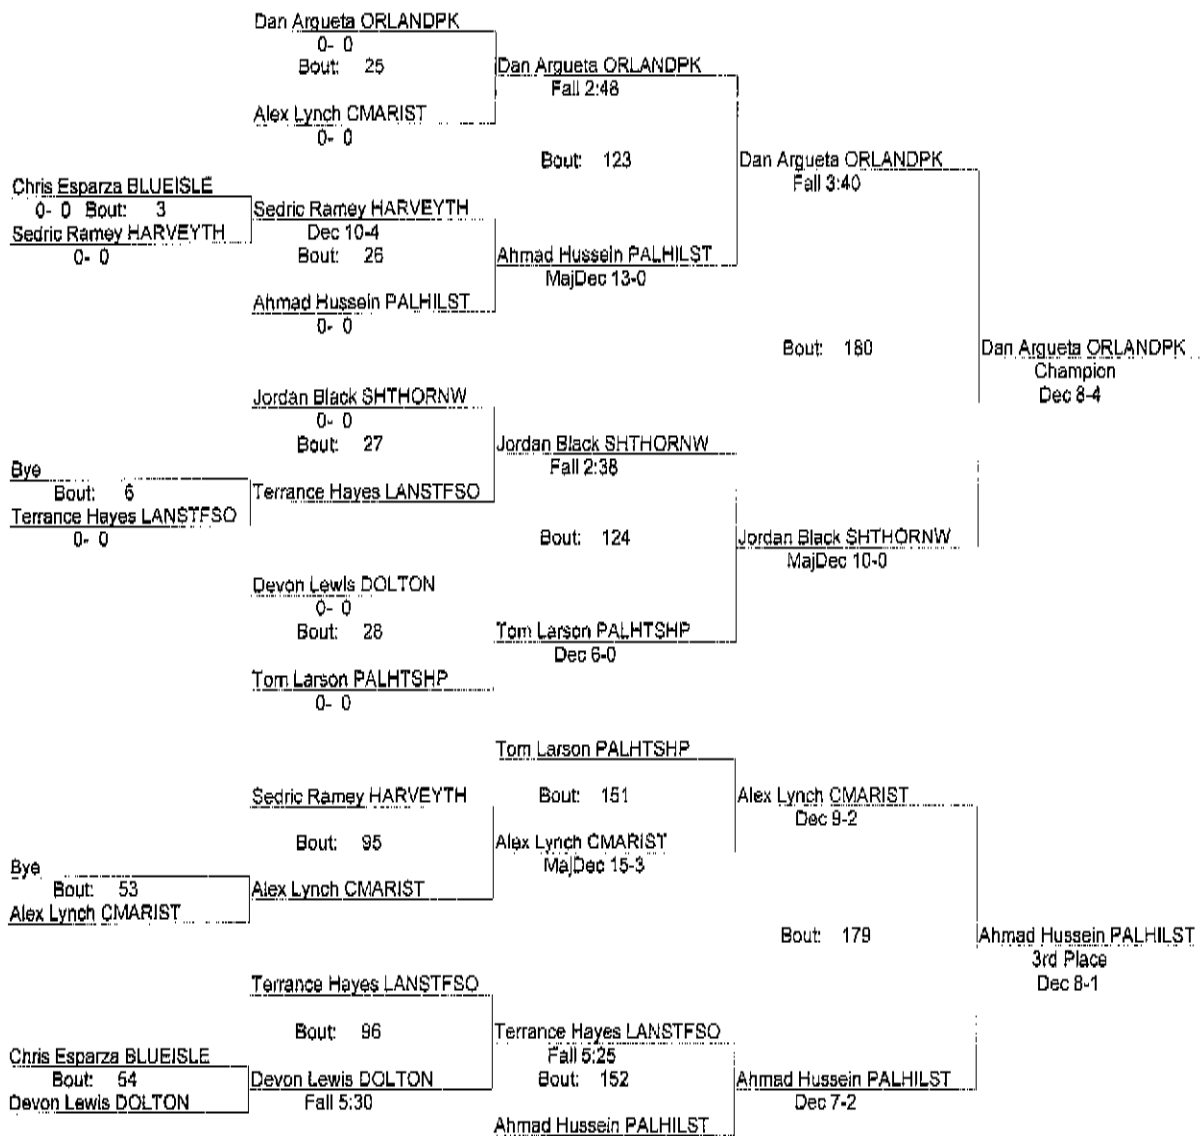 Dan Argueta ORLANDPK
0- 0
Bout: 25
Dan Argueta ORLANDPK
Fall 2:48
Alex Lynch CMARIST
0- 0
Bout: 123
Dan Argueta ORLANDPK
Fall 3:40
Chris Esparza BLUEISLE
0- 0 Bout: 3
Sedric Ramey HARVEYTH
0- 0
Sedric Ramey HARVEYTH
Dec 10-4
Bout: 26
Ahmad Hussein PALHILST
MajDec 13-0
Ahmad Hussein PALHILST
0- 0
Bout: 180
Dan Argueta ORLANDPK
Champion
Dec 8-4
Jordan Black SHTHORNW
0- 0
Bout: 27
Jordan Black SHTHORNW
Fall 2:38
Bye
Bout: 6
Terrance Hayes LANSTFSO
0- 0
Terrance Hayes LANSTFSO
Bout: 124
Jordan Black SHTHORNW
MajDec 10-0
Devon Lewis DOLTON
0- 0
Bout: 28
Tom Larson PALHTSHP
Dec 6-0
Tom Larson PALHTSHP
0- 0
Tom Larson PALHTSHP
Sedric Ramey HARVEYTH
Bout: 151
Alex Lynch CMARIST
Dec 9-2
Bout: 95
Alex Lynch CMARIST
MajDec 15-3
Bye
Bout: 53
Alex Lynch CMARIST
Alex Lynch CMARIST
Bout: 179
Ahmad Hussein PALHILST
3rd Place
Dec 8-1
Terrance Hayes LANSTFSO
Bout: 96
Terrance Hayes LANSTFSO
Fall 5:25
Chris Esparza BLUEISLE
Bout: 54
Devon Lewis DOLTON
Devon Lewis DOLTON
Fall 5:30
Bout: 152
Ahmad Hussein PALHILST
Dec 7-2
Ahmad Hussein PALHILST